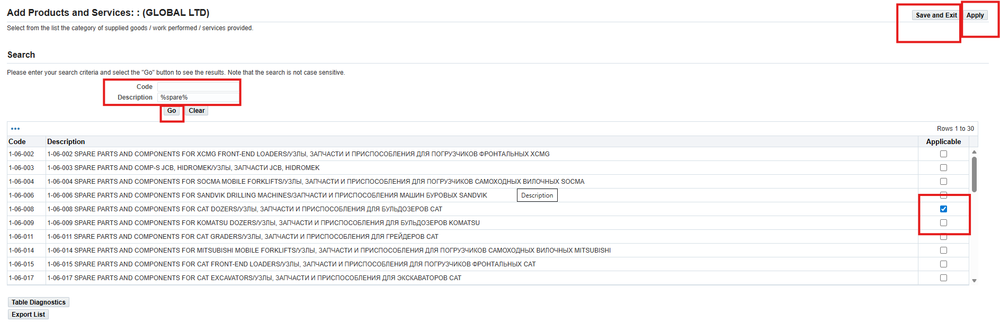 Add Products and Services: : (GLOBAL LTD)
Save and Exit Apply
Select from the list the category of supplied goods / work performed / services provided.
Search
Please enter your search criteria and select the "Go" button to see the results. Note that the search is not case sensitive.
Code
Description %spare%
Go Clear
Rows 1 to 30
Code Description Applicable
1-06-002 1-06-002 SPARE PARTS AND COMPONENTS FOR XCMG FRONT-END LOADERS/УЗЛЫ, ЗАПЧАСТИ И ПРИСПОСОБЛЕНИЯ ДЛЯ ПОГРУЗЧИКОВ ФРОНТАЛЬНЫХ XCMG
1-06-003 1-06-003 SPARE PARTS AND COMP-S JCB, HIDROMEK/УЗЛЫ, ЗАПЧАСТИ JCB, HIDROMEK
1-06-004 1-06-004 SPARE PARTS AND COMPONENTS FOR SOCMA MOBILE FORKLIFTS/УЗЛЫ, ЗАПЧАСТИ И ПРИСПОСОБЛЕНИЯ ДЛЯ ПОГРУЗЧИКОВ САМОХОДНЫХ ВИЛОЧНЫХ SOCMA
1-06-006 1-06-006 SPARE PARTS AND COMPONENTS FOR SANDVIK DRILLING MACHINES/ЗАПЧАСТИ И ПРИСПОСОБЛЕНИЯ МАШИН БУРОВЫХ SANDVIK Description
1-06-008 1-06-008 SPARE PARTS AND COMPONENTS FOR CAT DOZERS/УЗЛЫ, ЗАПЧАСТИ И ПРИСПОСОБЛЕНИЯ ДЛЯ БУЛЬДОЗЕРОВ CAT
1-06-009 1-06-009 SPARE PARTS AND COMPONENTS FOR KOMATSU DOZERS/УЗЛЫ, ЗАПЧАСТИ И ПРИСПОСОБЛЕНИЯ ДЛЯ БУЛЬДОЗЕРОВ KOMATSU
1-06-011 1-06-011 SPARE PARTS AND COMPONENTS FOR CAT GRADERS/УЗЛЫ, ЗАПЧАСТИ И ПРИСПОСОБЛЕНИЯ ДЛЯ ГРЕЙДЕРОВ CAT
1-06-014 1-06-014 SPARE PARTS AND COMPONENTS FOR MITSUBISHI MOBILE FORKLIFTS/УЗЛЫ, ЗАПЧАСТИ И ПРИСПОСОБЛЕНИЯ ДЛЯ ПОГРУЗЧИКОВ САМОХОДНЫХ ВИЛОЧНЫХ MITSUBISHI
1-06-015 1-06-015 SPARE PARTS AND COMPONENTS FOR CAT FRONT-END LOADERS/УЗЛЫ, ЗАПЧАСТИ И ПРИСПОСОБЛЕНИЯ ДЛЯ ПОГРУЗЧИКОВ ФРОНТАЛЬНЫХ CAT
1-06-017 1-06-017 SPARE PARTS AND COMPONENTS FOR CAT EXCAVATORS/УЗЛЫ, ЗАПЧАСТИ И ПРИСПОСОБЛЕНИЯ ДЛЯ ЭКСКАВАТОРОВ CAT
Table Diagnostics
Export List